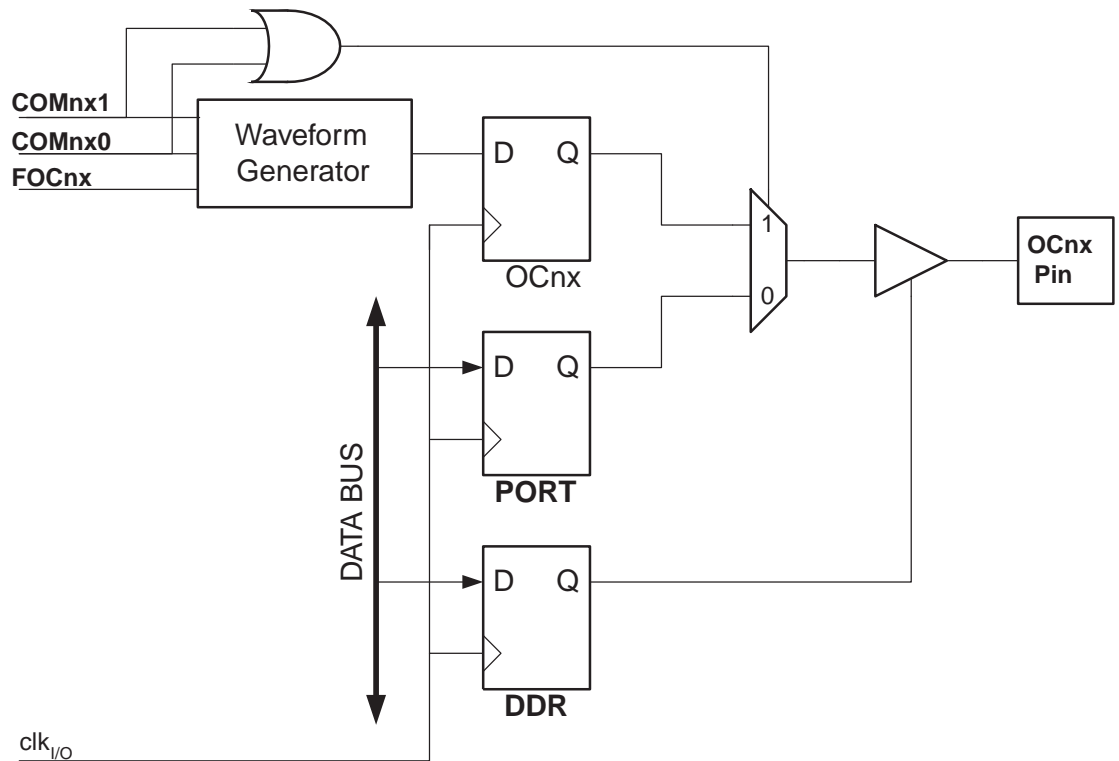 COMnx1
COMnx0
FOCnx
Waveform
Generator
D Q
OCnx
1
0
OCnx
Pin
D Q
PORT
DATA BUS
D Q
DDR
clkI/O